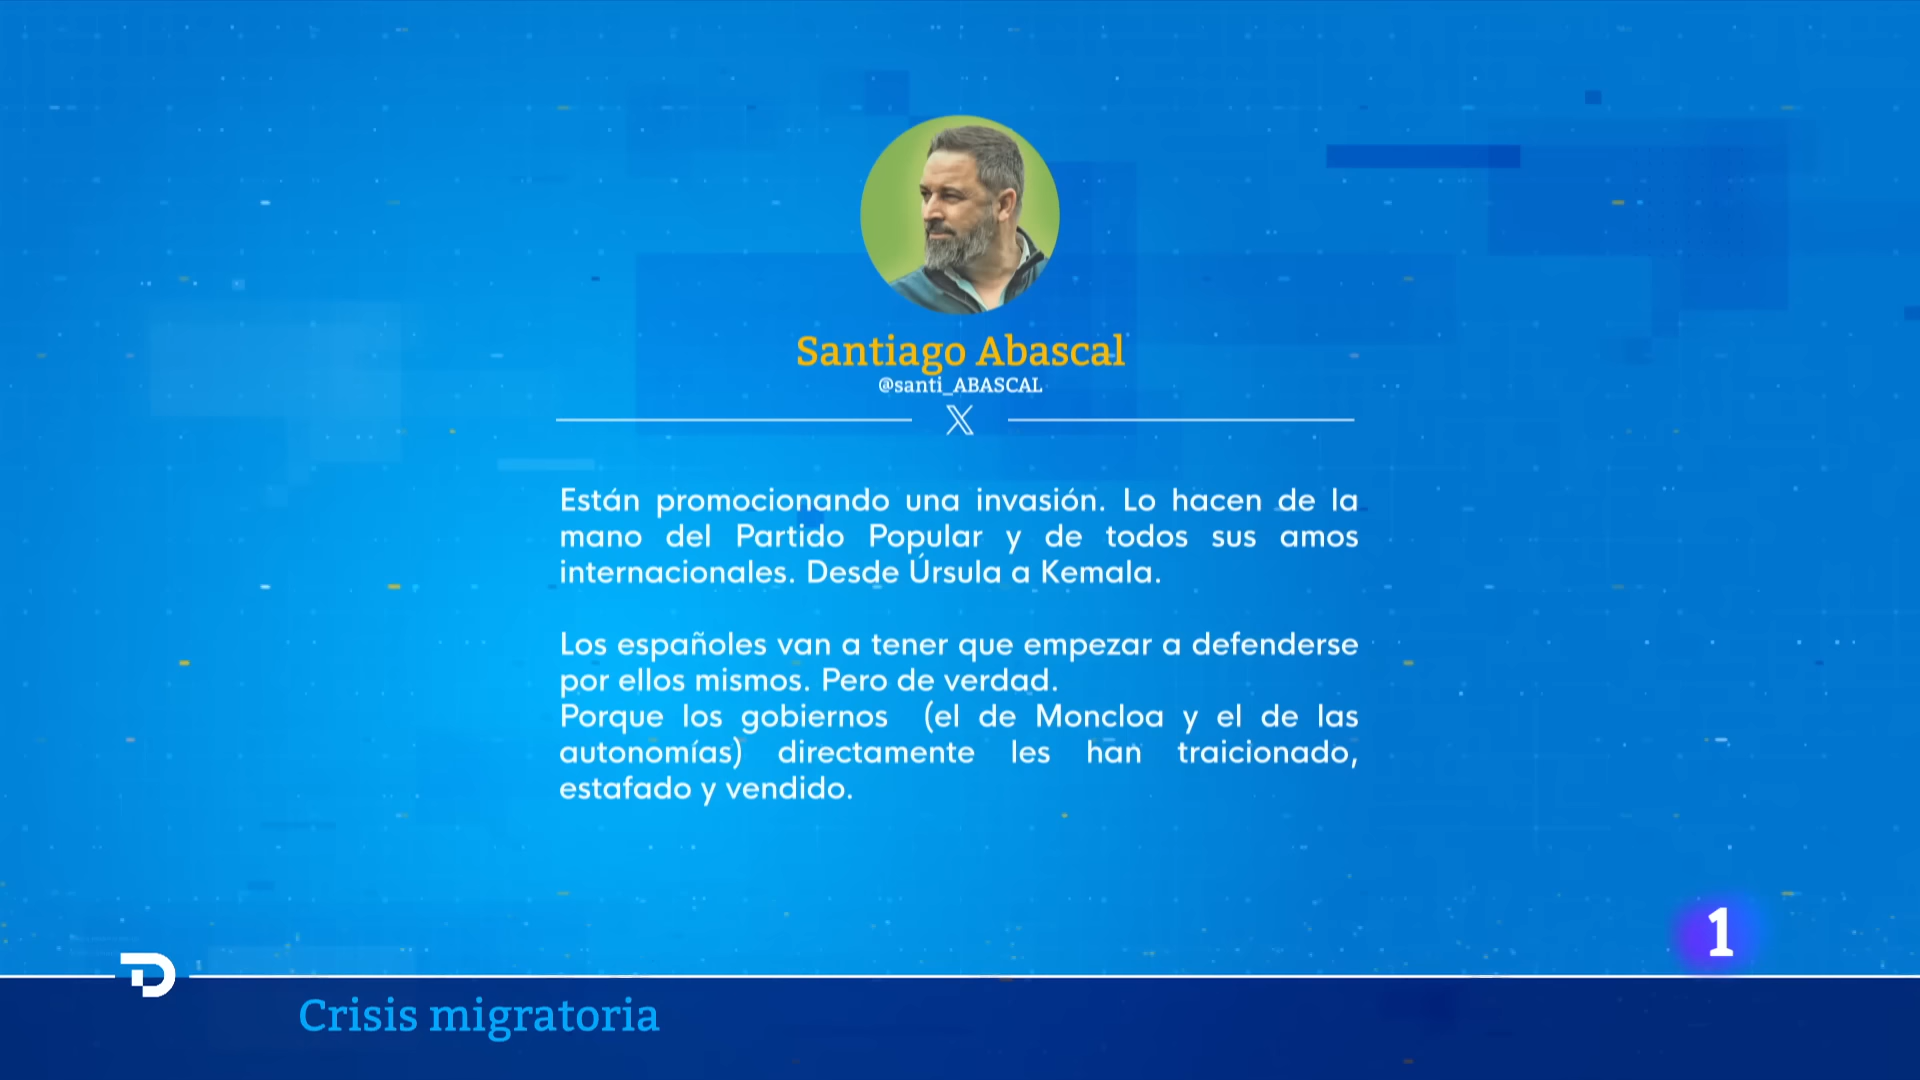 Santiago Abascal
@santi_ABASCAL
X
Están promocionando una invasión. Lo hacen de la
mano del Partido Popular y de todos sus amos
internacionales. Desde Úrsula a Kemala.
Los españoles van a tener que empezar a defenderse
por ellos mismos. Pero de verdad.
Porque los gobiernos (el de Moncloa y el de las
autonomías) directamente les han traicionado,
estafado y vendido.
1
Crisis migratoria